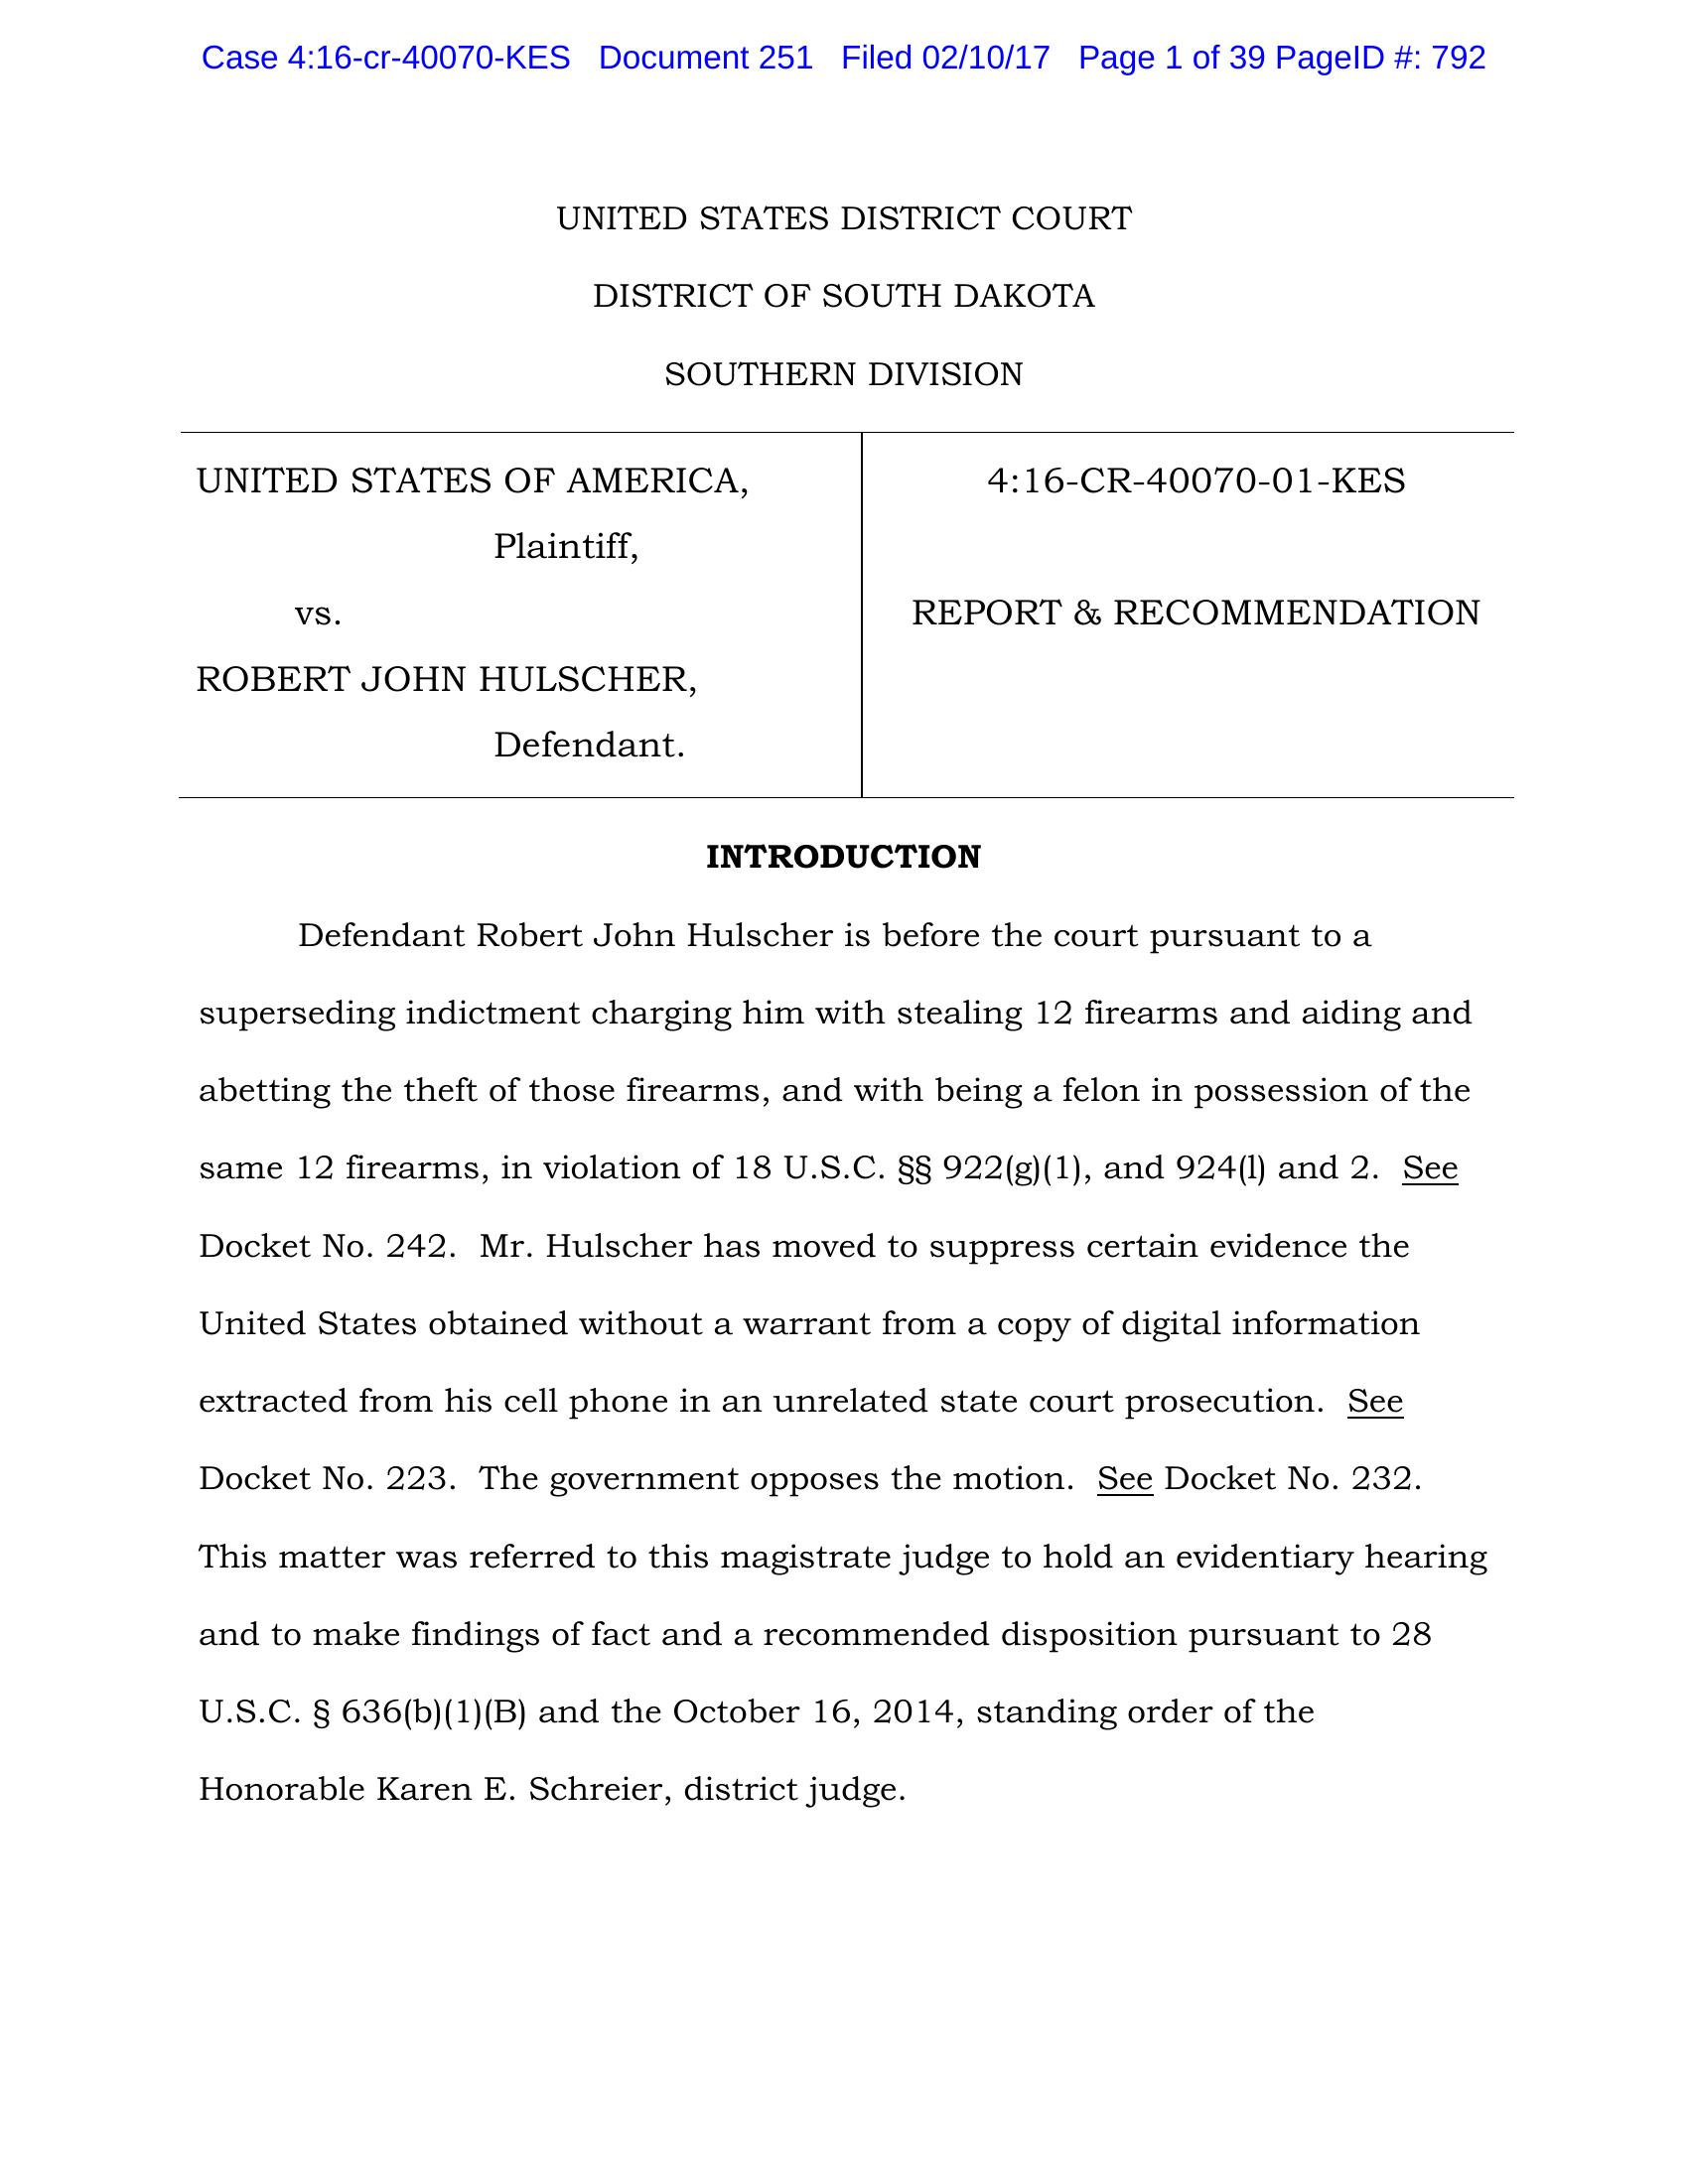 Case 4:16-cr-40070-KES Document 251 Filed 02/10/17 Page 1 of 39 PageID #: 792
UNITED STATES DISTRICT COURT
DISTRICT OF SOUTH DAKOTA
SOUTHERN DIVISION
UNITED STATES OF AMERICA,
Plaintiff,
vs.
ROBERT JOHN HULSCHER,
Defendant.
4:16-CR-40070-01-KES
REPORT & RECOMMENDATION
INTRODUCTION
Defendant Robert John Hulscher is before the court pursuant to a
superseding indictment charging him with stealing 12 firearms and aiding and
abetting the theft of those firearms, and with being a felon in possession of the
same 12 firearms, in violation of 18 U.S.C. §§ 922(g)(1), and 924(l) and 2. See
Docket No. 242. Mr. Hulscher has moved to suppress certain evidence the
United States obtained without a warrant from a copy of digital information
extracted from his cell phone in an unrelated state court prosecution. See
Docket No. 223. The government opposes the motion. See Docket No. 232.
This matter was referred to this magistrate judge to hold an evidentiary hearing
and to make findings of fact and a recommended disposition pursuant to 28
U.S.C. § 636(b)(1)(B) and the October 16, 2014, standing order of the
Honorable Karen E. Schreier, district judge.